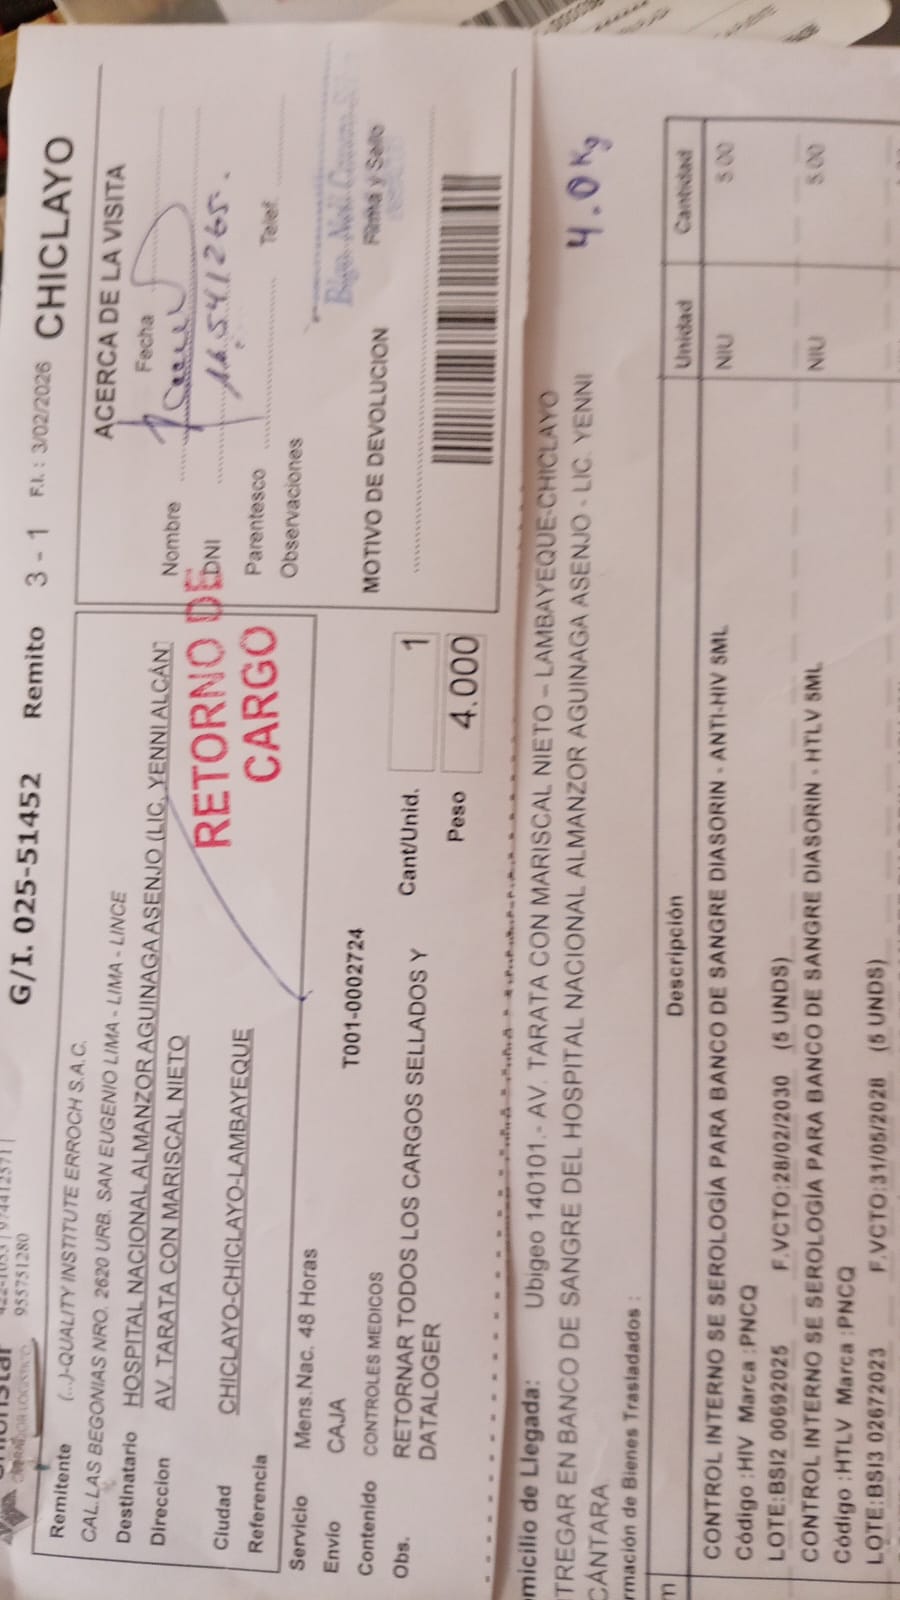 955751280
G/I. 025-51452 Remito 3 - 1 F.I.: 3/02/2026 CHICLAYO
Remitente (...)-QUALITY INSTITUTE ERROCH S.A.C.
CAL.LAS BEGONIAS NRO. 2620 URB. SAN EUGENIO LIMA - LIMA - LINCE
Destinatario HOSPITAL NACIONAL ALMANZOR AGUINAGA ASENJO (LIC. YENNI ALCÁNT
Direccion AV. TARATA CON MARISCAL NIETO
Ciudad CHICLAYO-CHICLAYO-LAMBAYEQUE
Referencia
RETORNO DE
CARGO
Servicio Mens.Nac. 48 Horas
Envío CAJA T001-0002724
Contenido CONTROLES MEDICOS
Obs. RETORNAR TODOS LOS CARGOS SELLADOS Y
DATALOGER
Cant/Unid. 1
Peso 4.000
ACERCA DE LA VISITA
Fecha
Nombre
DNI
Parentesco Telef.
Observaciones
Firma y Sello
MOTIVO DE DEVOLUCION
4.0 Kg
micilio de Llegada: Ubigeo 140101.- AV. TARATA CON MARISCAL NIETO – LAMBAYEQUE-CHICLAYO
TREGAR EN BANCO DE SANGRE DEL HOSPITAL NACIONAL ALMANZOR AGUINAGA ASENJO - LIC. YENNI
CÁNTARA
rmación de Bienes Trasladados :
m Descripción Unidad Cantidad
CONTROL INTERNO SE SEROLOGÍA PARA BANCO DE SANGRE DIASORIN - ANTI-HIV 5ML NIU 5.00
Código :HIV Marca :PNCQ
LOTE:BSI2 00692025 F.VCTO:28/02/2030 (5 UNDS)
CONTROL INTERNO SE SEROLOGÍA PARA BANCO DE SANGRE DIASORIN - HTLV 5ML NIU 5.00
Código :HTLV Marca :PNCQ
LOTE:BSI3 02672023 F.VCTO:31/05/2028 (5 UNDS)